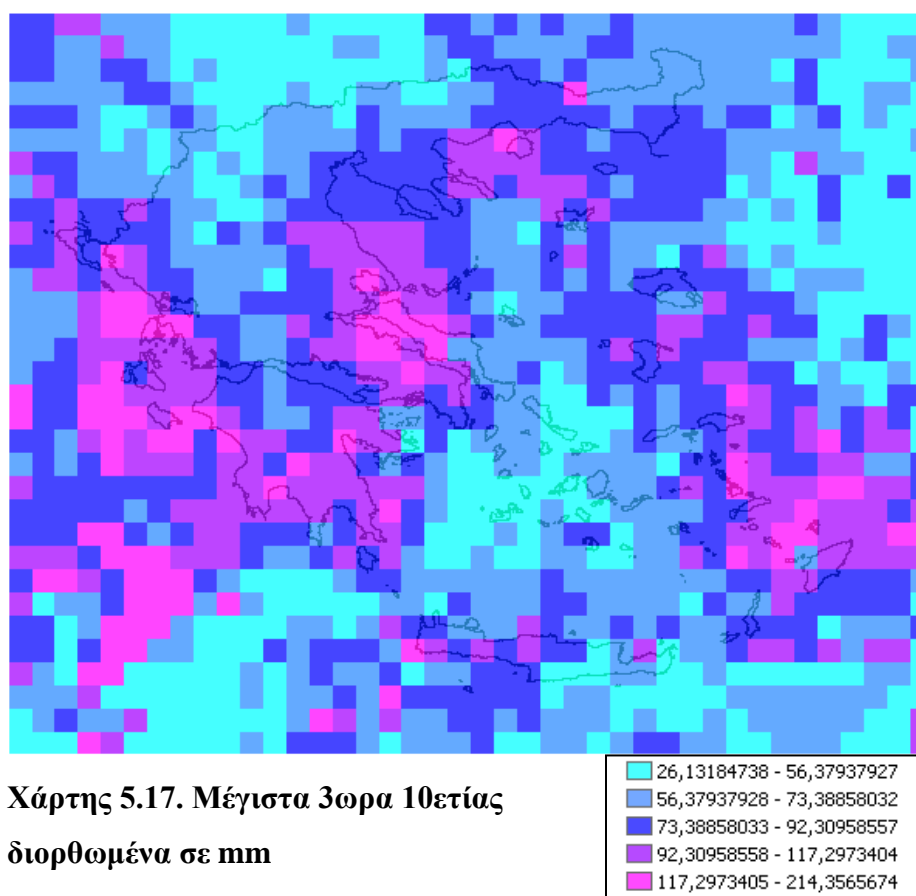 Χάρτης 5.17. Μέγιστα 3ωρα 10ετίας
διορθωμένα σε mm
26,13184738 - 56,37937927
56,37937928 - 73,38858032
73,38858033 - 92,30958557
92,30958558 - 117,2973404
117,2973405 - 214,3565674